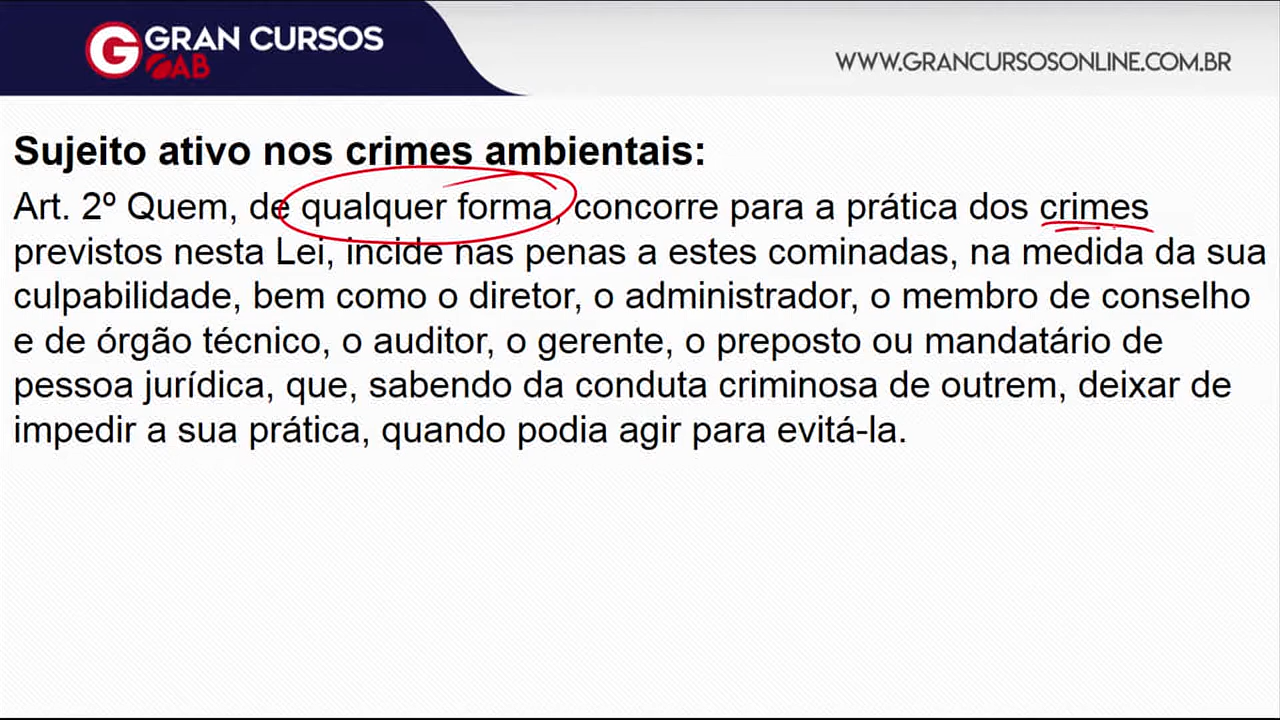 GRAN CURSOS
OAB
WWW.GRANCURSOSONLINE.COM.BR
Sujeito ativo nos crimes ambientais:
Art. 2º Quem, de qualquer forma, concorre para a prática dos crimes
previstos nesta Lei, incide nas penas a estes cominadas, na medida da sua
culpabilidade, bem como o diretor, o administrador, o membro de conselho
e de órgão técnico, o auditor, o gerente, o preposto ou mandatário de
pessoa jurídica, que, sabendo da conduta criminosa de outrem, deixar de
impedir a sua prática, quando podia agir para evitá-la.